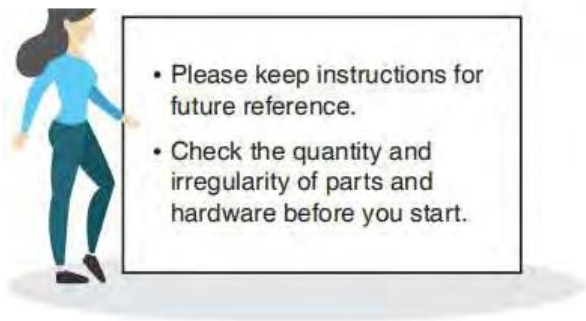 • Please keep instructions for
future reference.
• Check the quantity and
irregularity of parts and
hardware before you start.